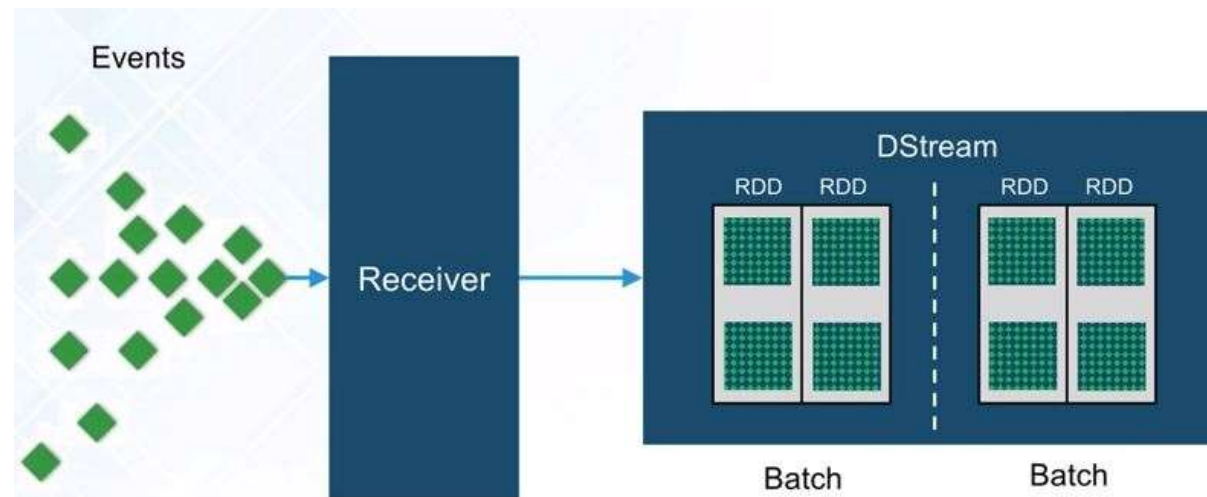 Events
Receiver
DStream
RDD RDD RDD RDD
Batch Batch